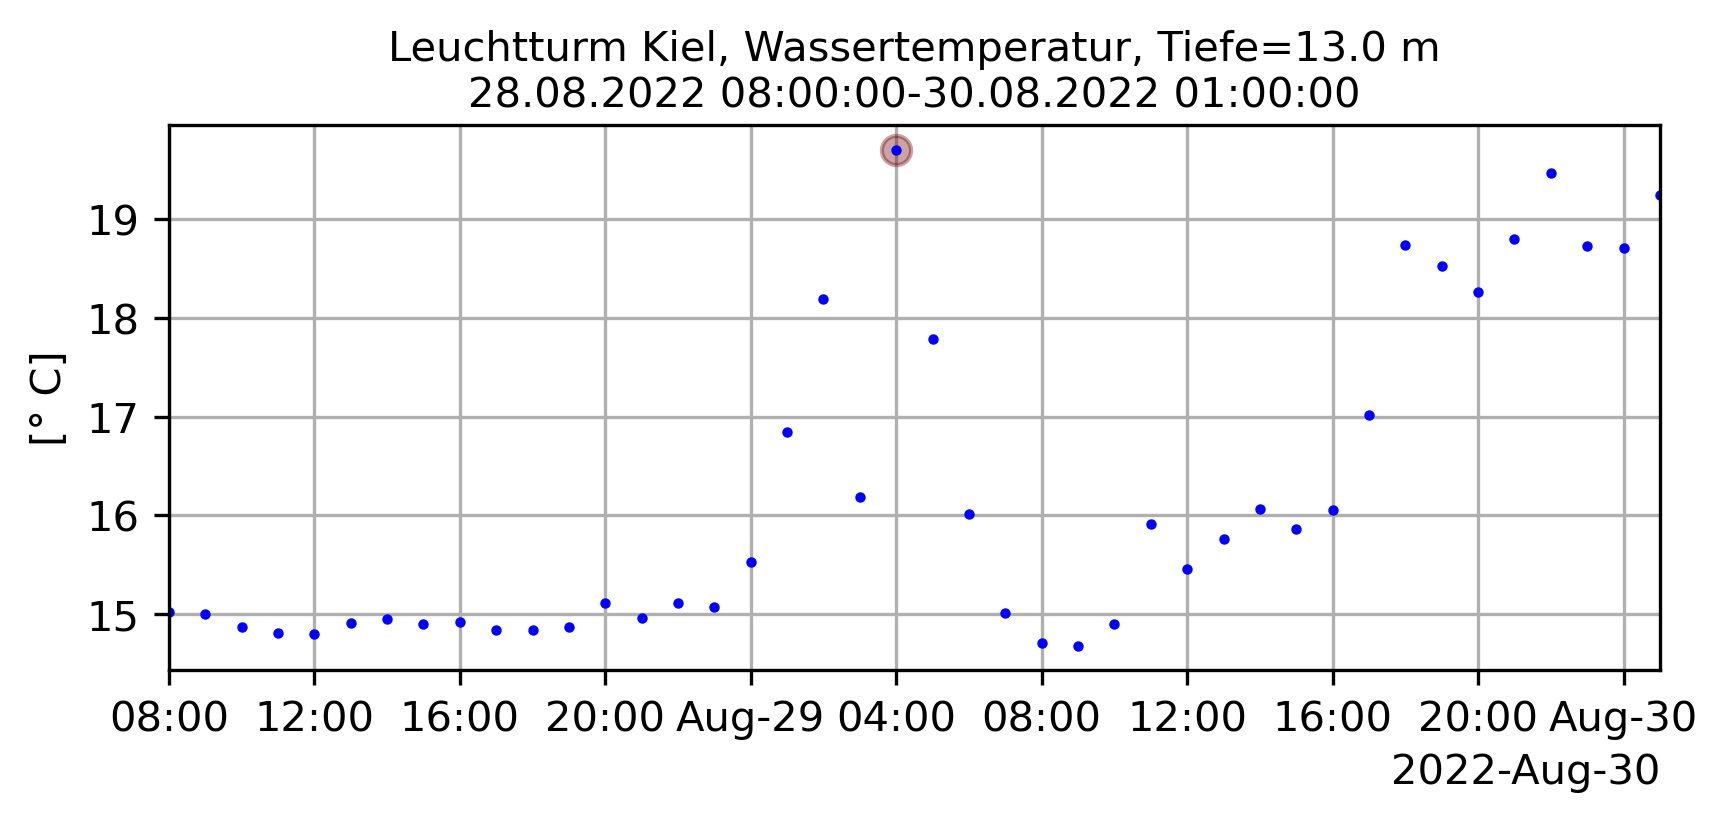 Leuchtturm Kiel, Wassertemperatur, Tiefe=13.0 m
28.08.2022 08:00:00-30.08.2022 01:00:00
[° C]
19
18
17
16
15
08:00 12:00 16:00 20:00 Aug-29 04:00 08:00 12:00 16:00 20:00 Aug-30
2022-Aug-30